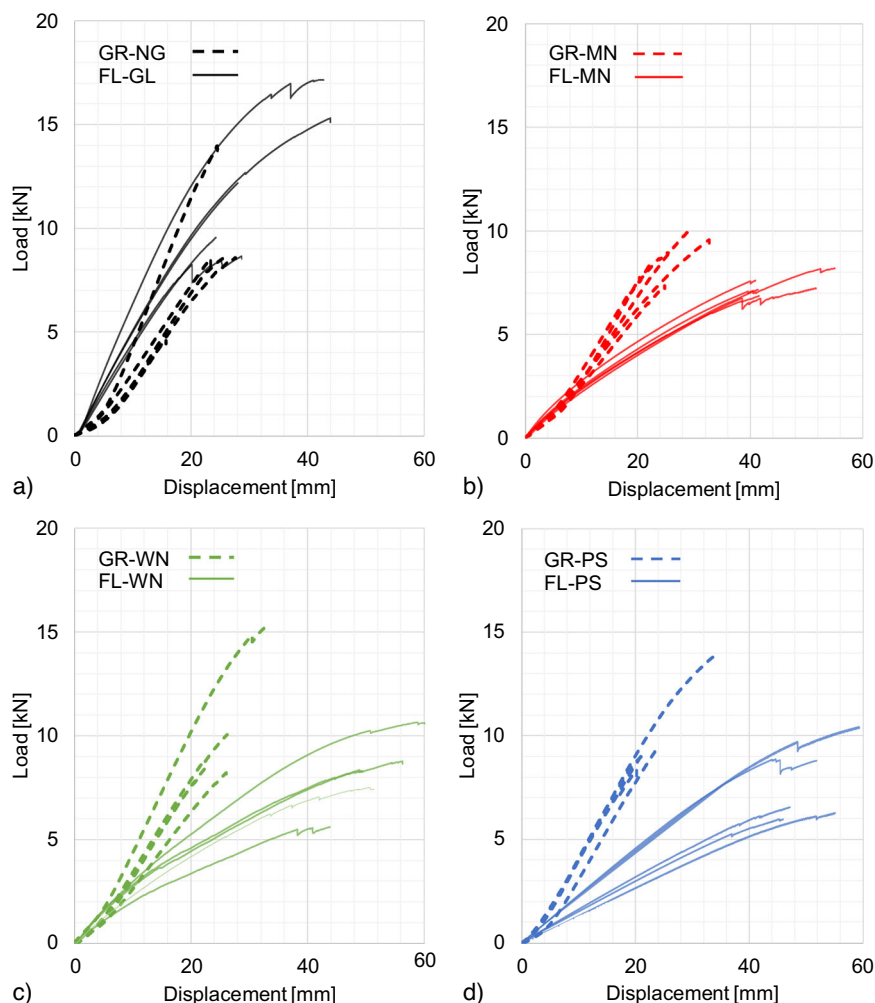 20
15
10
5
0
Load [kN]
GR-NG
FL-GL
0 20 40 60
Displacement [mm]
a)
20
15
10
5
0
Load [kN]
GR-MN
FL-MN
0 20 40 60
Displacement [mm]
b)
20
15
10
5
0
Load [kN]
GR-WN
FL-WN
0 20 40 60
Displacement [mm]
c)
20
15
10
5
0
Load [kN]
GR-PS
FL-PS
0 20 40 60
Displacement [mm]
d)